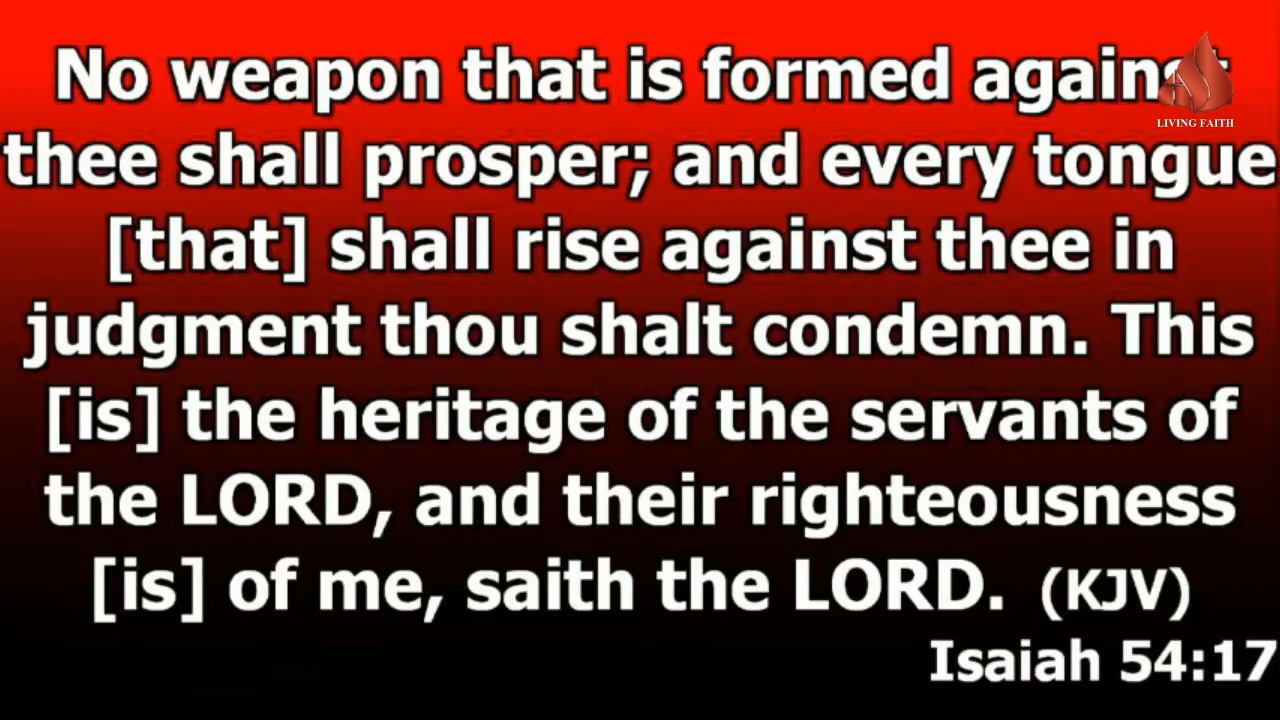 No weapon that is formed against
thee shall prosper; and every tongue
[that] shall rise against thee in
judgment thou shalt condemn. This
[is] the heritage of the servants of
the LORD, and their righteousness
[is] of me, saith the LORD. (KJV)
Isaiah 54:17
LIVING FAITH